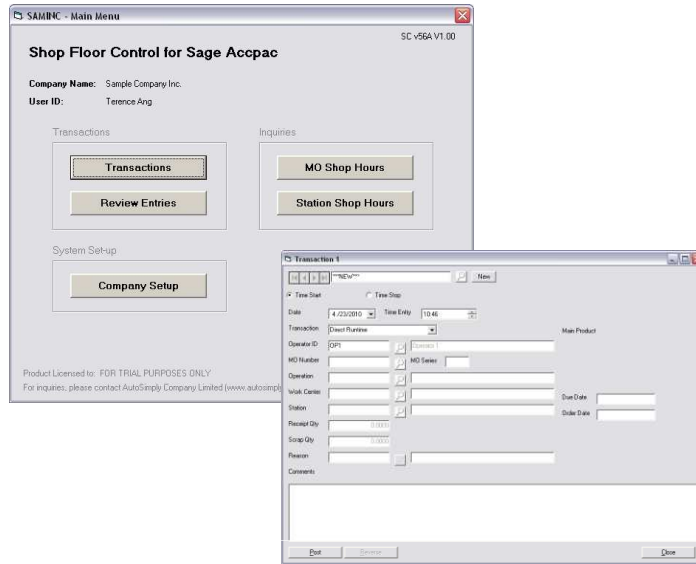 SAMINC - Main Menu
SC v56A V1.00
Shop Floor Control for Sage Accpac
Company Name: Sample Company Inc.
User ID: Terence Ang
Transactions
Inquiries
Transactions
MO Shop Hours
Review Entries
Station Shop Hours
System Set-up
Company Setup
Product Licensed to: FOR TRIAL PURPOSES ONLY
For inquiries, please contact AutoSimply Company Limited (www.autosimply
Transaction 1
***NEW***
New
Time Start
Time Stop
Date
4 /23/2010
Time Entry
10:46
Transaction
Direct Runtime
Main Product
Operator ID
OP1
Operator 1
MO Number
MO Series
Operation
Work Center
Due Date
Station
Order Date
Receipt Qty
0.0000
Scrap Qty
0.0000
Reason
Comments
Post
Reverse
Close